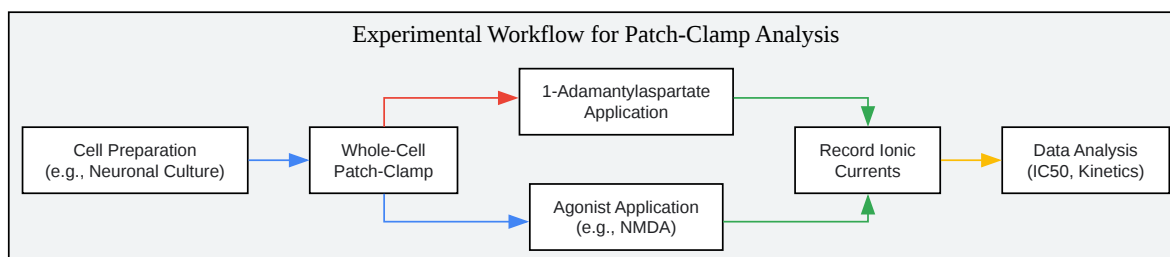 Experimental Workflow for Patch-Clamp Analysis
Cell Preparation
(e.g., Neuronal Culture)
Whole-Cell
Patch-Clamp
1-Adamantylaspartate
Application
Agonist Application
(e.g., NMDA)
Record Ionic
Currents
Data Analysis
(IC50, Kinetics)